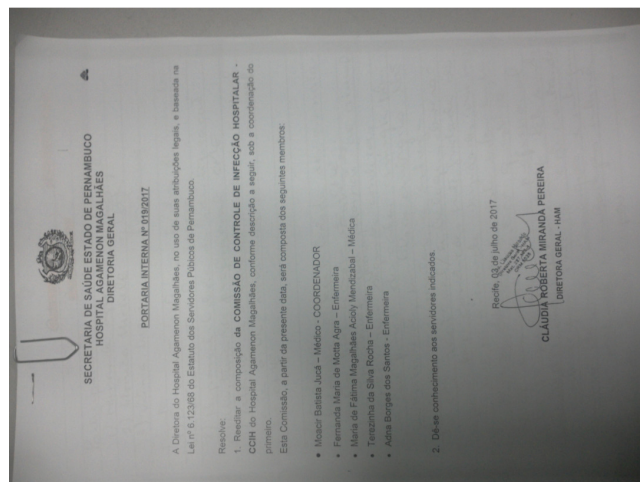 SECRETARIA DE SAÚDE ESTADO DE PERNAMBUCO
HOSPITAL AGAMENON MAGALHÃES
DIRETORIA GERAL
PORTARIA INTERNA Nº 019/2017
A Diretora do Hospital Agamenon Magalhães, no uso de suas atribuições legais, e baseada na
Lei nº 6.123/68 do Estatuto dos Servidores Púbicos de Pernambuco.
Resolve:
1. Reeditar a composição da COMISSÃO DE CONTROLE DE INFECÇÃO HOSPITALAR -
CCIH do Hospital Agamenon Magalhães, conforme descrição a seguir, sob a coordenação do
primeiro.
Esta Comissão, a partir da presente data, será composta dos seguintes membros:
• Moacir Batista Jucá – Médico - COORDENADOR
• Fernanda Maria da Motta Agra – Enfermeira
• Maria de Fátima Magalhães Acioly Mendizabal – Médica
• Terezinha da Silva Rocha – Enfermeira
• Adna Borges dos Santos - Enfermeira
2. Dê-se conhecimento aos servidores indicados.
Recife, 03 de julho de 2017
CLÁUDIA ROBERTA MIRANDA PEREIRA
DIRETORA GERAL - HAM